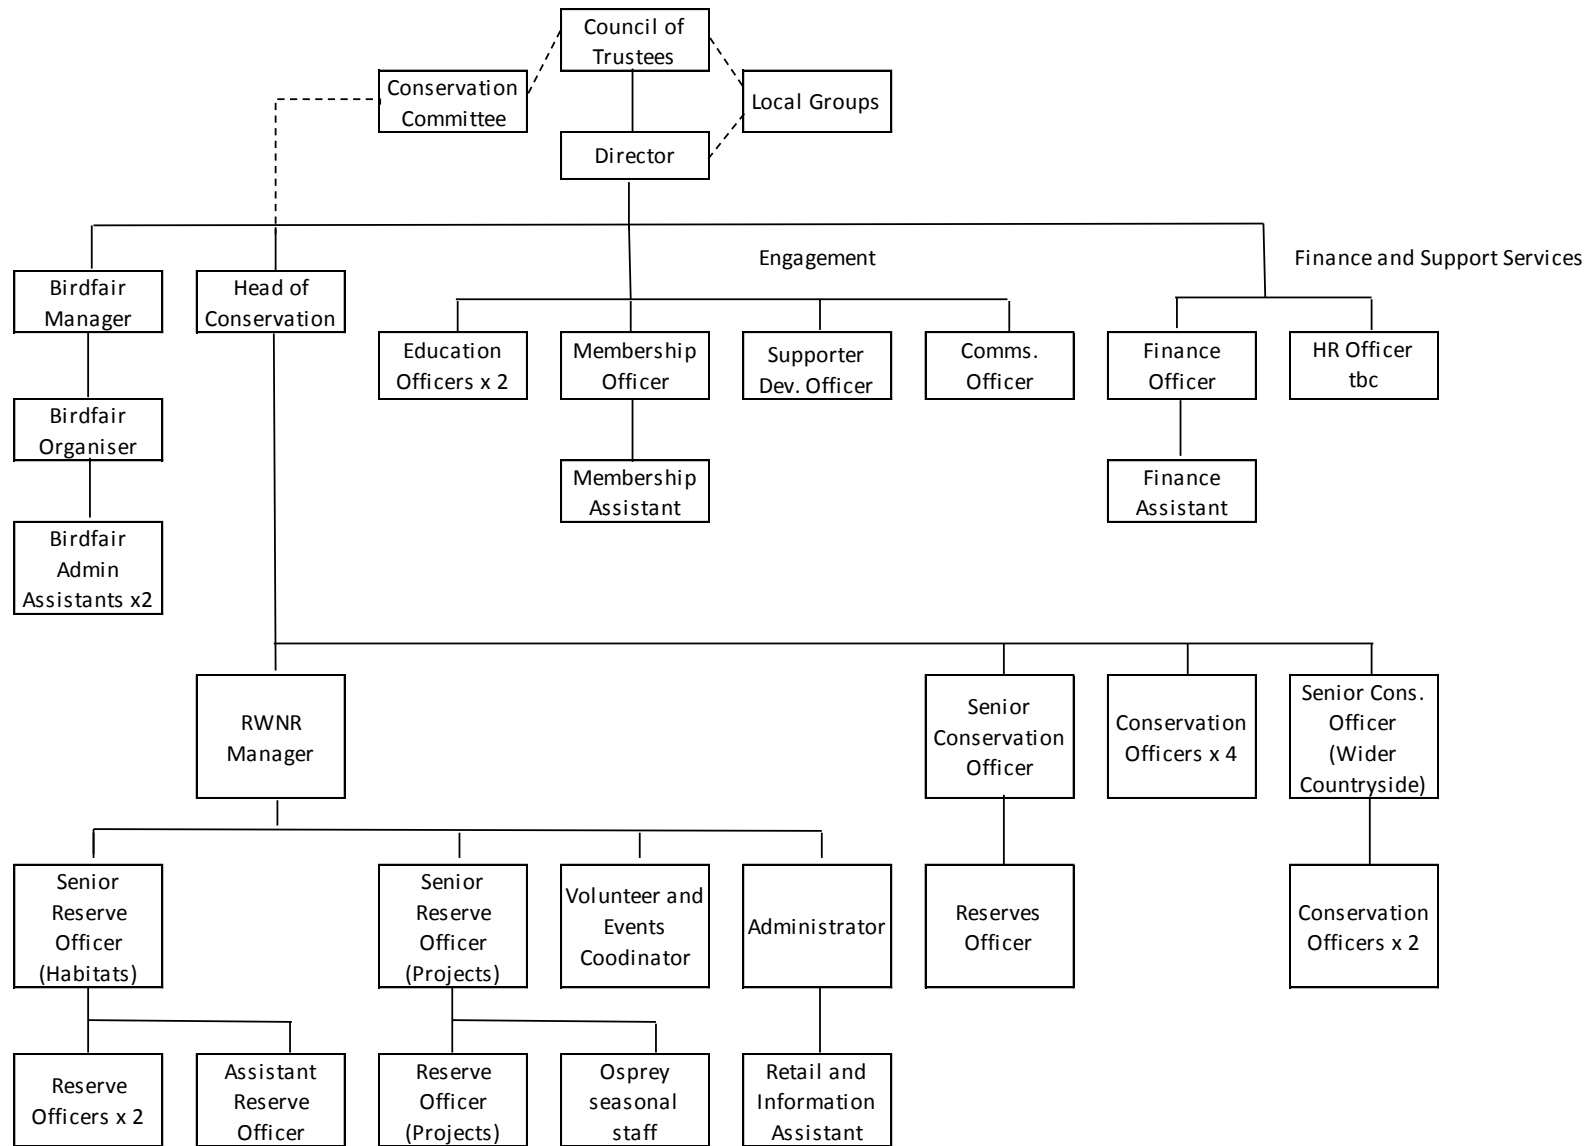 Council of
Trustees
Conservation
Committee
Local Groups
Director
Engagement
Finance and Support Services
Birdfair
Manager
Head of
Conservation
Education
Officers x 2
Membership
Officer
Supporter
Dev. Officer
Comms.
Officer
Finance
Officer
HR Officer
tbc
Birdfair
Organiser
Membership
Assistant
Finance
Assistant
Birdfair
Admin
Assistants x2
RWNR
Manager
Senior
Conservation
Officer
Conservation
Officers x 4
Senior Cons.
Officer
(Wider
Countryside)
Senior
Reserve
Officer
(Habitats)
Senior
Reserve
Officer
(Projects)
Volunteer and
Events
Coodinator
Administrator
Reserves
Officer
Conservation
Officers x 2
Reserve
Officers x 2
Assistant
Reserve
Officer
Reserve
Officer
(Projects)
Osprey
seasonal
staff
Retail and
Information
Assistant